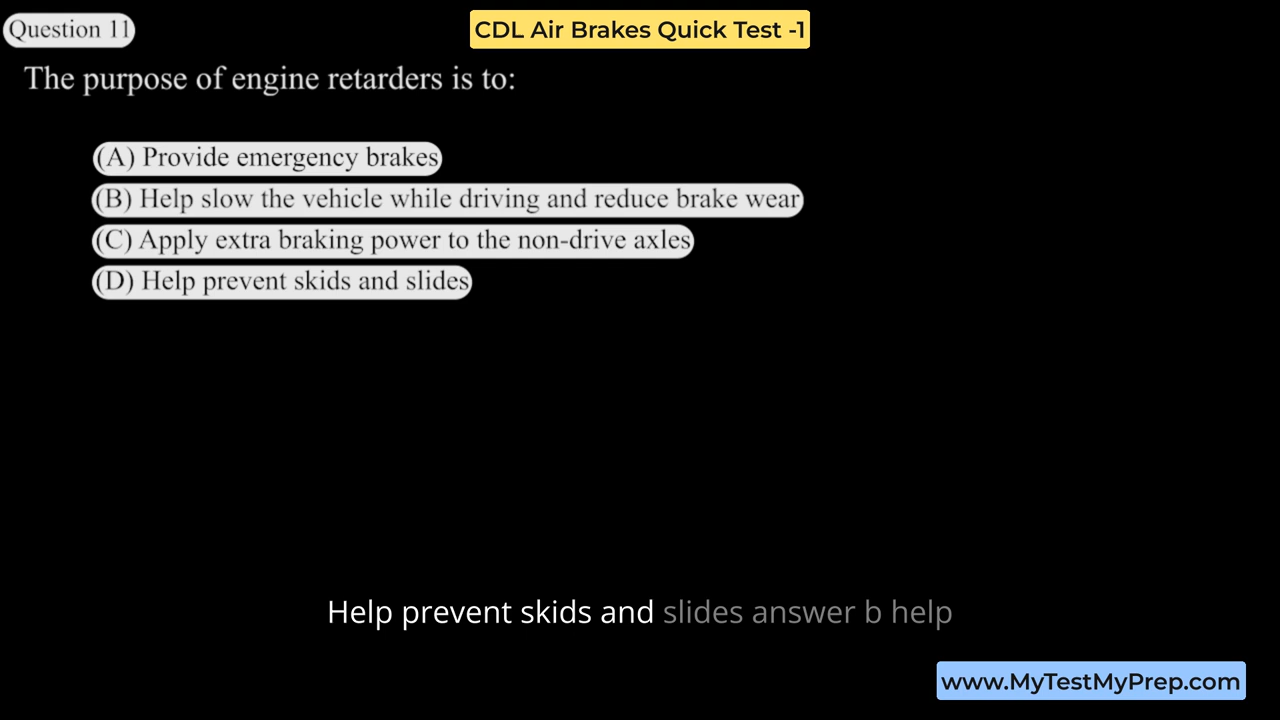 Question 11
CDL Air Brakes Quick Test -1
The purpose of engine retarders is to:
(A) Provide emergency brakes
(B) Help slow the vehicle while driving and reduce brake wear
(C) Apply extra braking power to the non-drive axles
(D) Help prevent skids and slides
Help prevent skids and slides answer b help
www.MyTestMyPrep.com